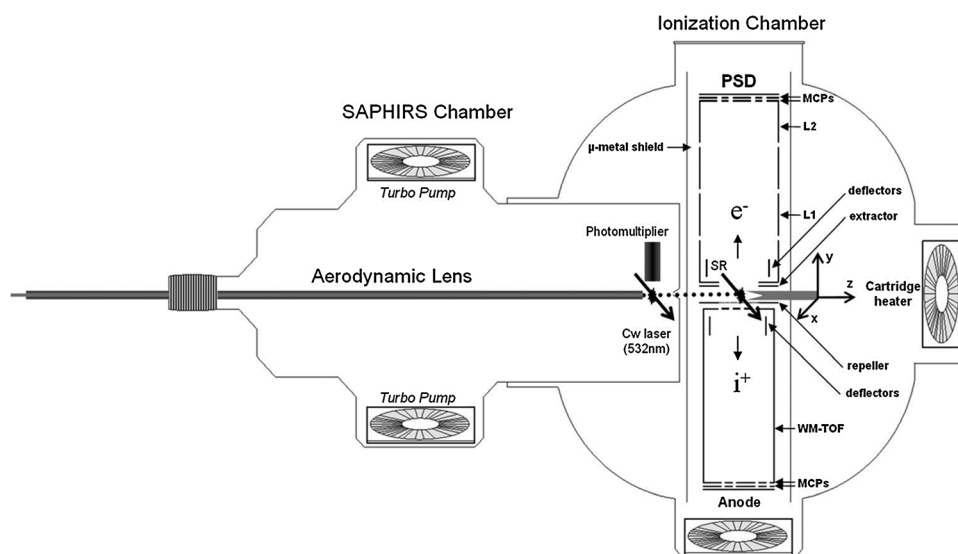 Ionization Chamber
SAPHIRS Chamber
PSD
MCPs
L2
μ-metal shield
Turbo Pump
deflectors
extractor
L1
e-
Photomultiplier
SR
y
Aerodynamic Lens
z
Cartridge
heater
x
Cw laser
(532nm)
i+
repeller
deflectors
Turbo Pump
WM-TOF
MCPs
Anode